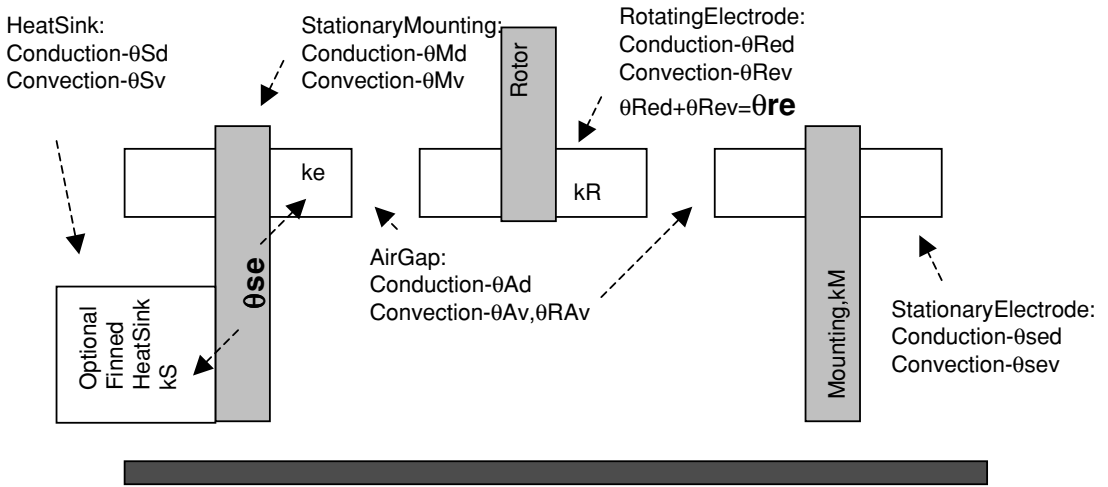 HeatSink:
Conduction-θSd
Convection-θSv
StationaryMounting:
Conduction-θMd
Convection-θMv
Rotor
RotatingElectrode:
Conduction-θRed
Convection-θRev
θRed+θRev=θre
ke
kR
θse
AirGap:
Conduction-θAd
Convection-θAv,θRAv
Optional
Finned
HeatSink
kS
Mounting,kM
StationaryElectrode:
Conduction-θsed
Convection-θsev